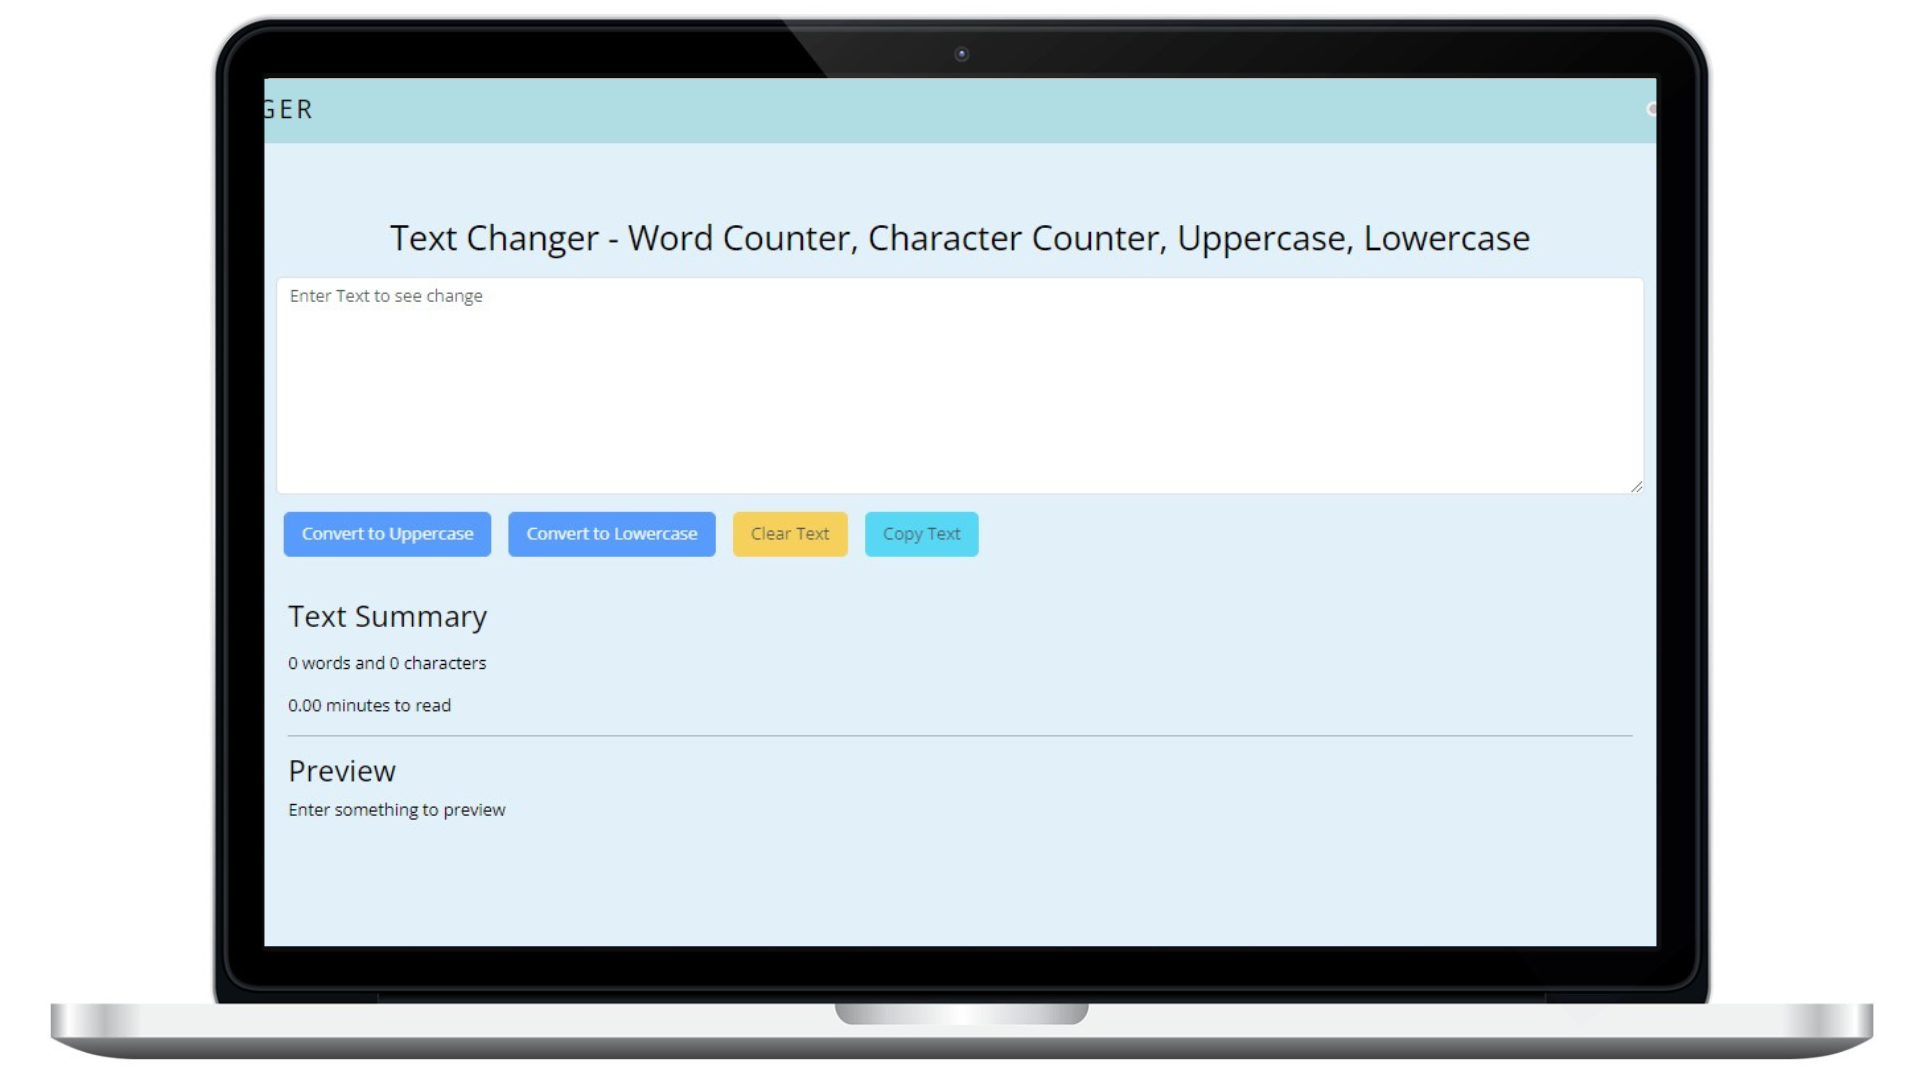 GER
Text Changer - Word Counter, Character Counter, Uppercase, Lowercase
Enter Text to see change
Convert to Uppercase Convert to Lowercase Clear Text Copy Text
Text Summary
0 words and 0 characters
0.00 minutes to read
Preview
Enter something to preview